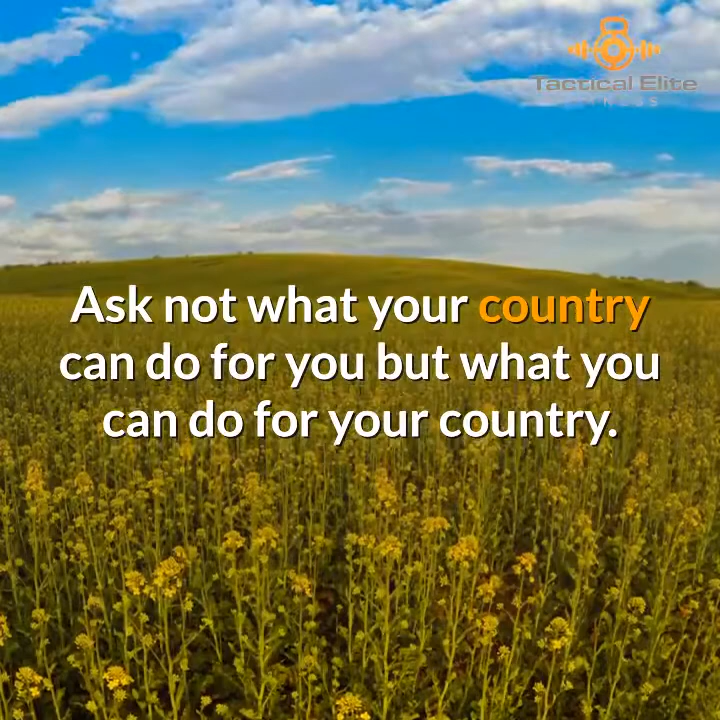 Tactical Elite
Ask not what your country
can do for you but what you
can do for your country.